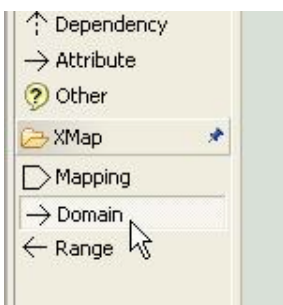 Dependency
Attribute
Other
XMap
Mapping
Domain
Range